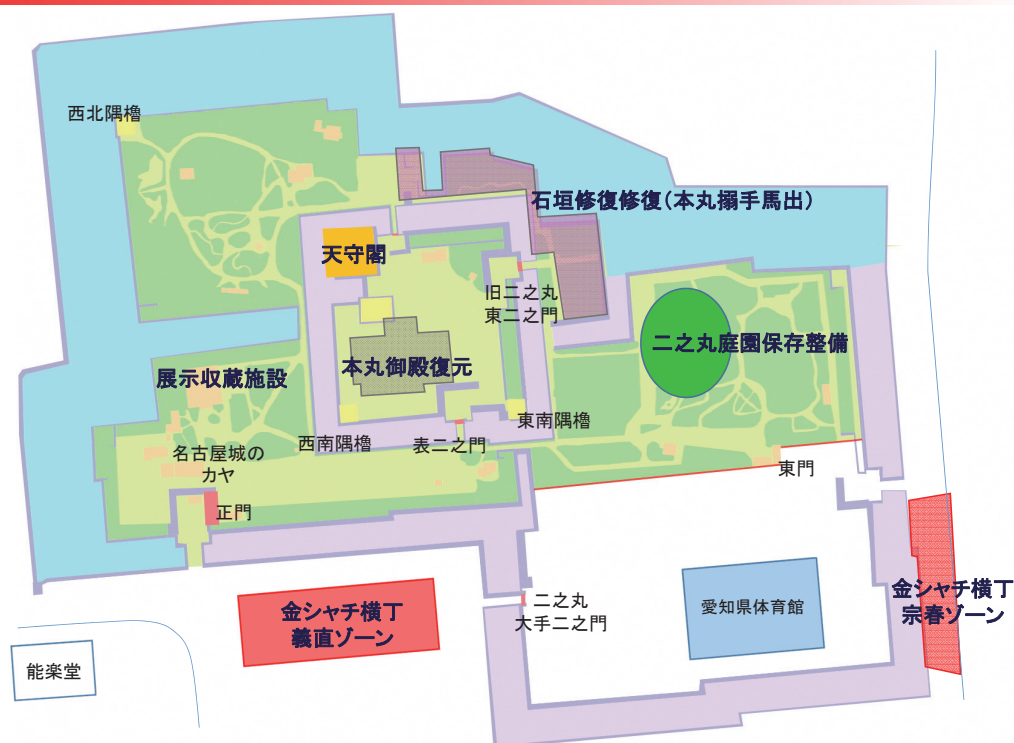 西北隅櫓
石垣修復修復(本丸搦手馬出)
天守閣
旧二之丸
東二之門
二之丸庭園保存整備
本丸御殿復元
展示収蔵施設
東南隅櫓
西南隅櫓
表二之門
名古屋城の
カヤ
東門
正門
金シャチ横丁
宗春ゾーン
二之丸
大手二之門
愛知県体育館
金シャチ横丁
義直ゾーン
能楽堂